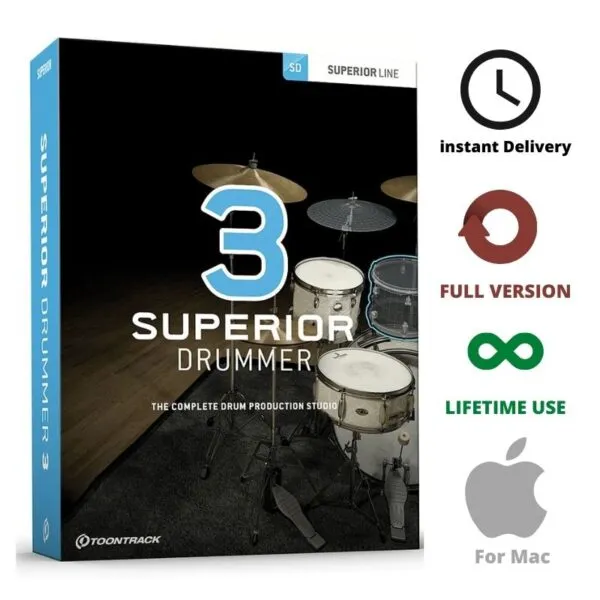 SUPERIOR
SUPERIOR DRUMMER 3
SD
SUPERIOR LINE
3
SUPERIOR
DRUMMER
THE COMPLETE DRUM PRODUCTION STUDIO
TOONTRACK
instant Delivery
FULL VERSION
LIFETIME USE
For Mac